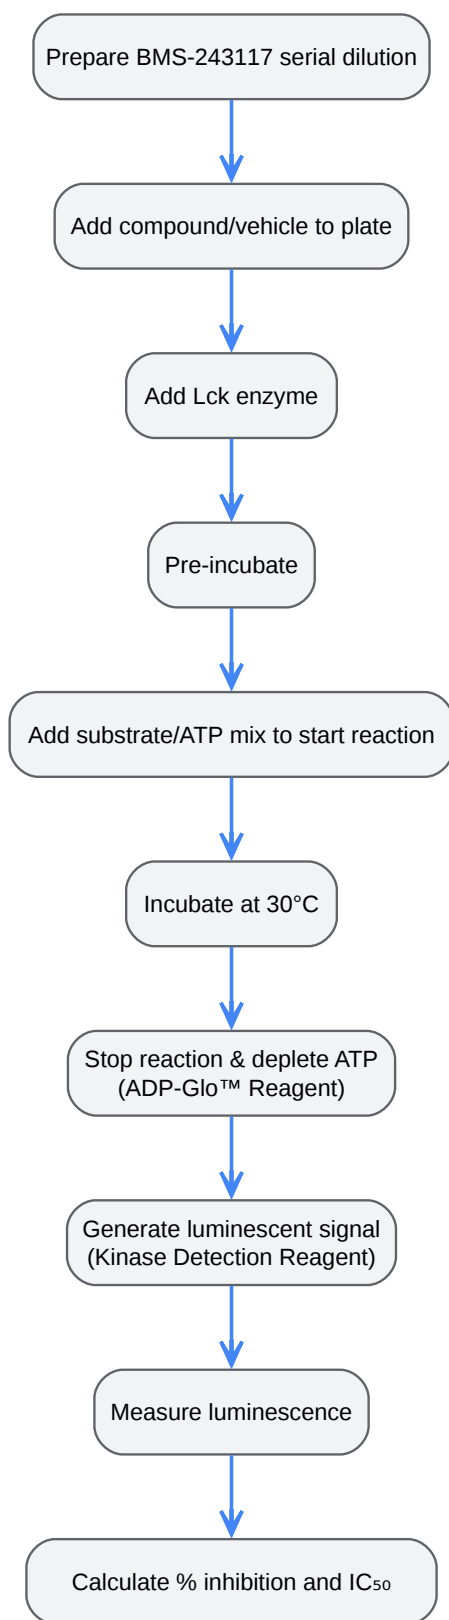 Prepare BMS-243117 serial dilution
Add compound/vehicle to plate
Add Lck enzyme
Pre-incubate
Add substrate/ATP mix to start reaction
Incubate at 30°C
Stop reaction & deplete ATP
(ADP-Glo™ Reagent)
Generate luminescent signal
(Kinase Detection Reagent)
Measure luminescence
Calculate % inhibition and IC₅₀